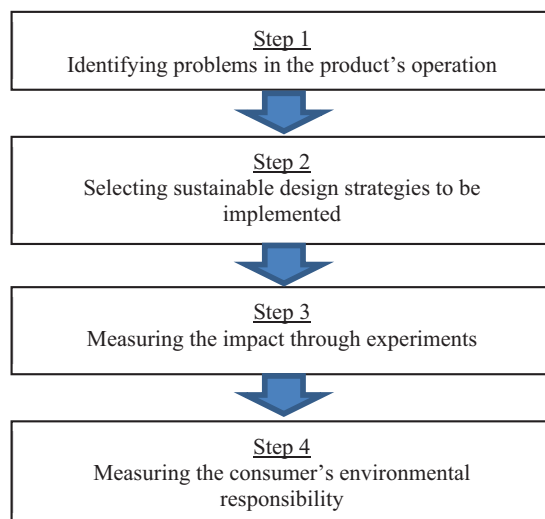 Step 1
Identifying problems in the product’s operation
Step 2
Selecting sustainable design strategies to be
implemented
Step 3
Measuring the impact through experiments
Step 4
Measuring the consumer’s environmental
responsibility